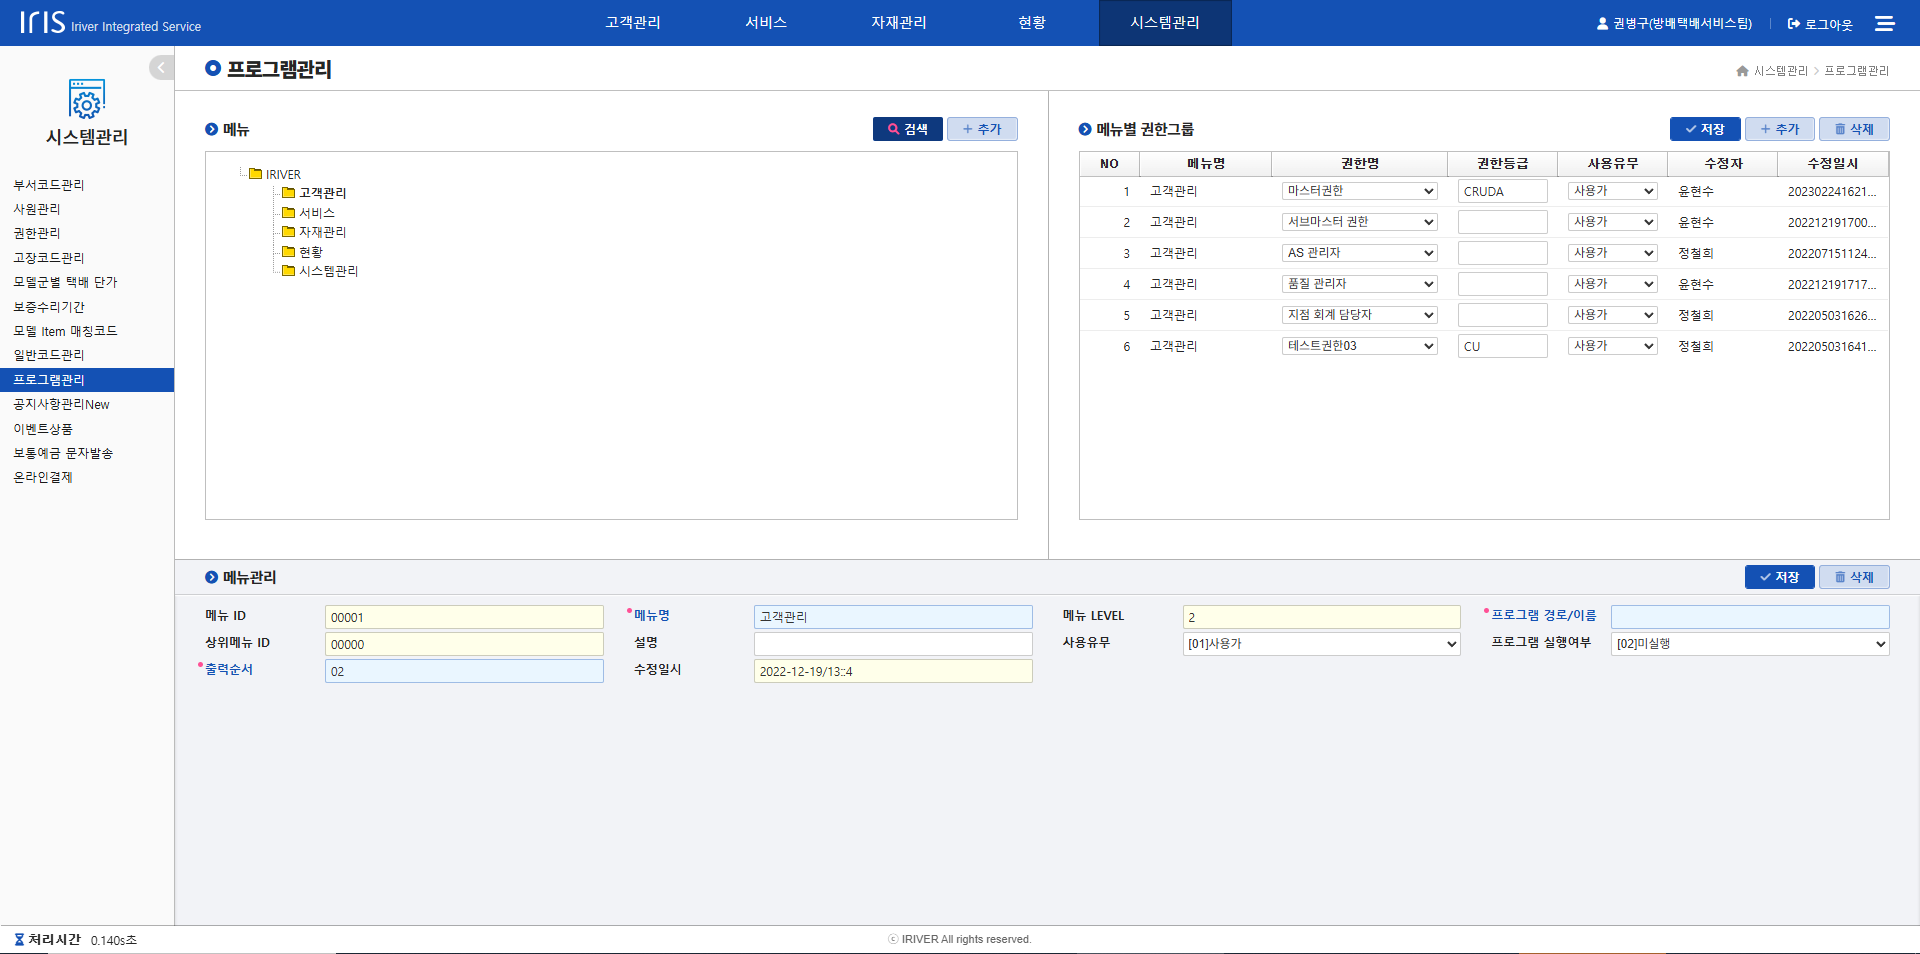 IRIS Iriver Integrated Service
고객관리 서비스 자재관리 현황 시스템관리
권병구(방배택배서비스팀) 로그아웃
시스템관리
부서코드관리
사원관리
권한관리
고장코드관리
모델군별 택배 단가
보증수리기간
모델 Item 매칭코드
일반코드관리
프로그램관리
공지사항관리New
이벤트상품
보통예금 문자발송
온라인결제
프로그램관리
시스템관리 > 프로그램관리
메뉴
검색 + 추가
IRIVER
고객관리
서비스
자재관리
현황
시스템관리
메뉴별 권한그룹
저장 + 추가 삭제
NO 메뉴명 권한명 권한등급 사용유무 수정자 수정일시
1 고객관리 마스터권한 CRUDA 사용가 윤현수 202302241621...
2 고객관리 서브마스터 권한 사용가 윤현수 202212191700...
3 고객관리 AS 관리자 사용가 정철희 202207151124...
4 고객관리 품질 관리자 사용가 윤현수 202212191717...
5 고객관리 지점 회계 담당자 사용가 정철희 202205031626...
6 고객관리 테스트권한03 CU 사용가 정철희 202205031641...
메뉴관리
저장 삭제
메뉴 ID 00001 메뉴명 고객관리 메뉴 LEVEL 2 프로그램 경로/이름
상위메뉴 ID 00000 설명 사용유무 [01]사용가 프로그램 실행여부 [02]미실행
출력순서 02 수정일시 2022-12-19/13::4
처리시간 0.140s초
ⓒ IRIVER All rights reserved.